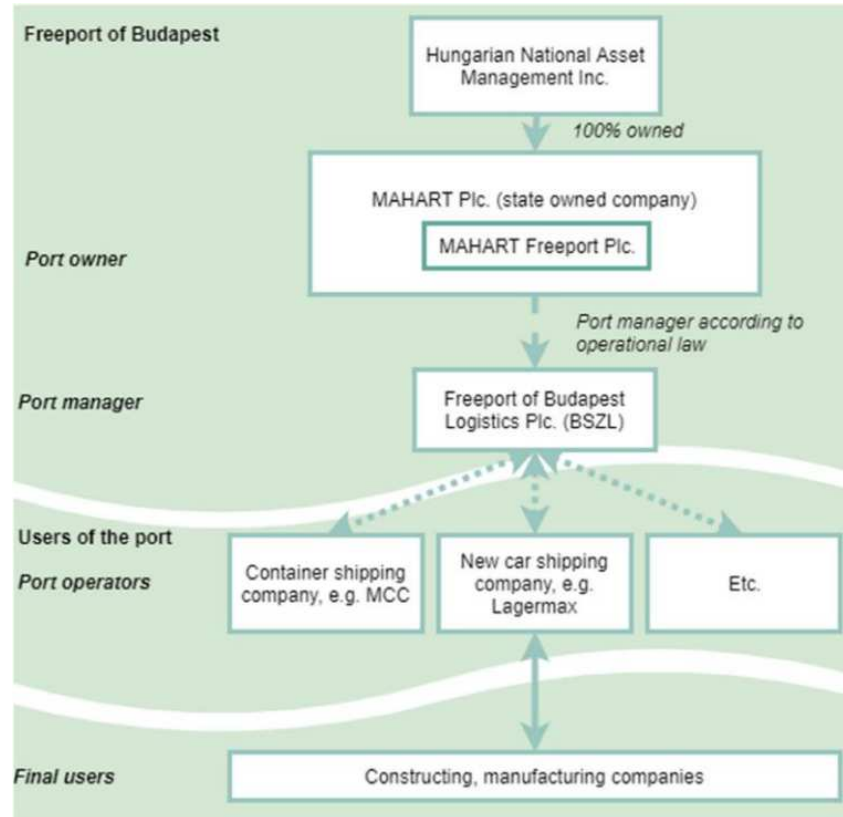 Freeport of Budapest
Hungarian National Asset
Management Inc.
100% owned
MAHART Plc. (state owned company)
MAHART Freeport Plc.
Port owner
Port manager according to
operational law
Port manager
Freeport of Budapest
Logistics Plc. (BSZL)
Users of the port
Port operators
Container shipping
company, e.g. MCC
New car shipping
company, e.g.
Lagermax
Etc.
Final users
Constructing, manufacturing companies